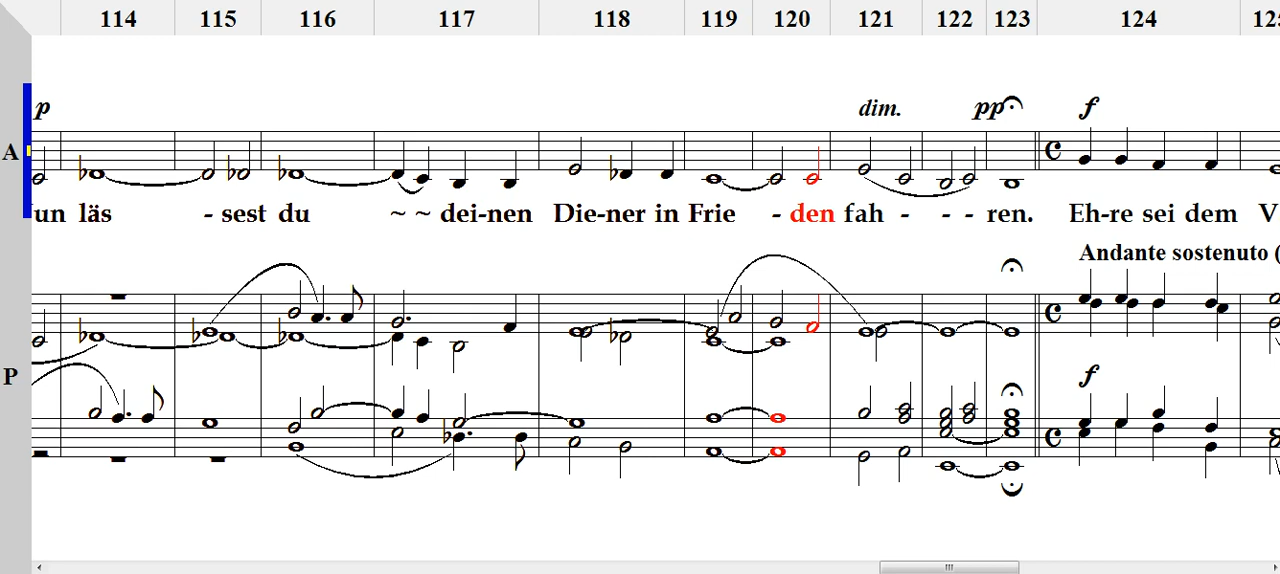 114 115 116 117 118 119 120 121 122 123 124
p dim. pp f
A
un läs - sest du ~ ~ dei-nen Die-ner in Frie - den fah - - - ren. Eh-re sei dem V
Andante sostenuto (
P
f